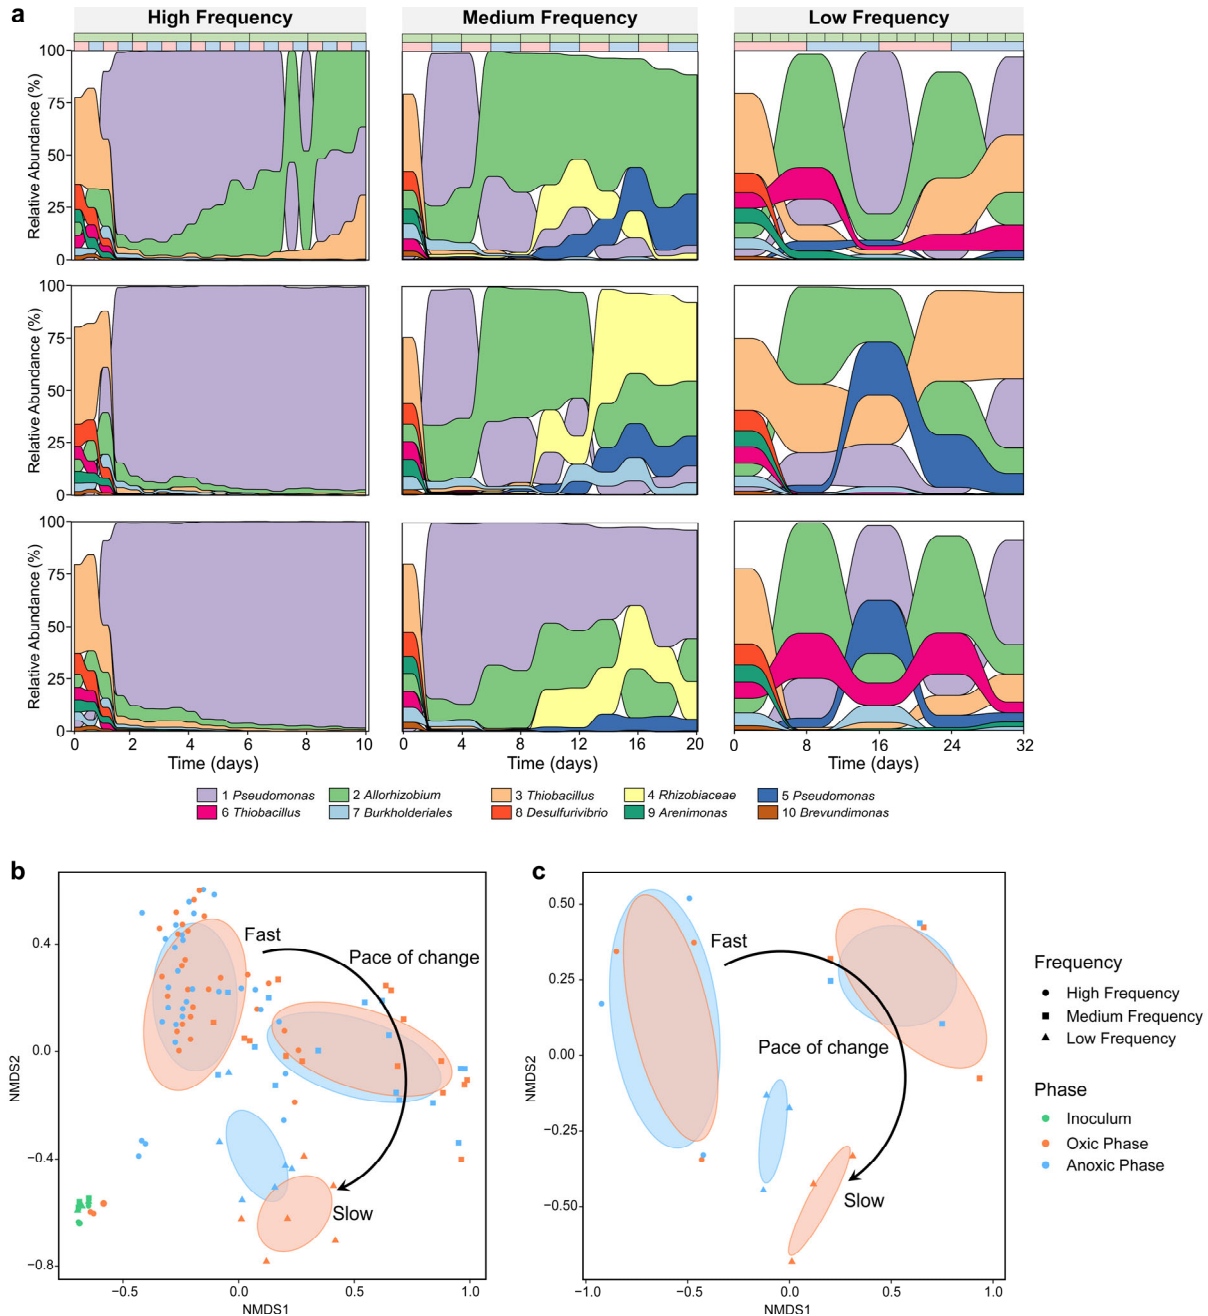 a
High Frequency
Medium Frequency
Low Frequency
Relative Abundance (%)
100
75
50
25
0
Relative Abundance (%)
100
75
50
25
0
Relative Abundance (%)
100
75
50
25
0
0 2 4 6 8 10
0 4 8 12 16 20
0 8 16 24 32
Time (days)
Time (days)
Time (days)
1 Pseudomonas 2 Allorhizobium 3 Thiobacillus 4 Rhizobiaceae 5 Pseudomonas
6 Thiobacillus 7 Burkholderiales 8 Desulfurivibrio 9 Arenimonas 10 Brevundimonas
b
NMDS2
0.4
0.0
−0.4
−0.8
Fast
Pace of change
Slow
−0.5 0.0 0.5 1.0
NMDS1
c
NMDS2
0.50
0.25
0.00
−0.25
−0.50
Fast
Pace of change
Slow
−1.0 −0.5 0.0 0.5 1.0
NMDS1
Frequency
High Frequency
Medium Frequency
Low Frequency
Phase
Inoculum
Oxic Phase
Anoxic Phase